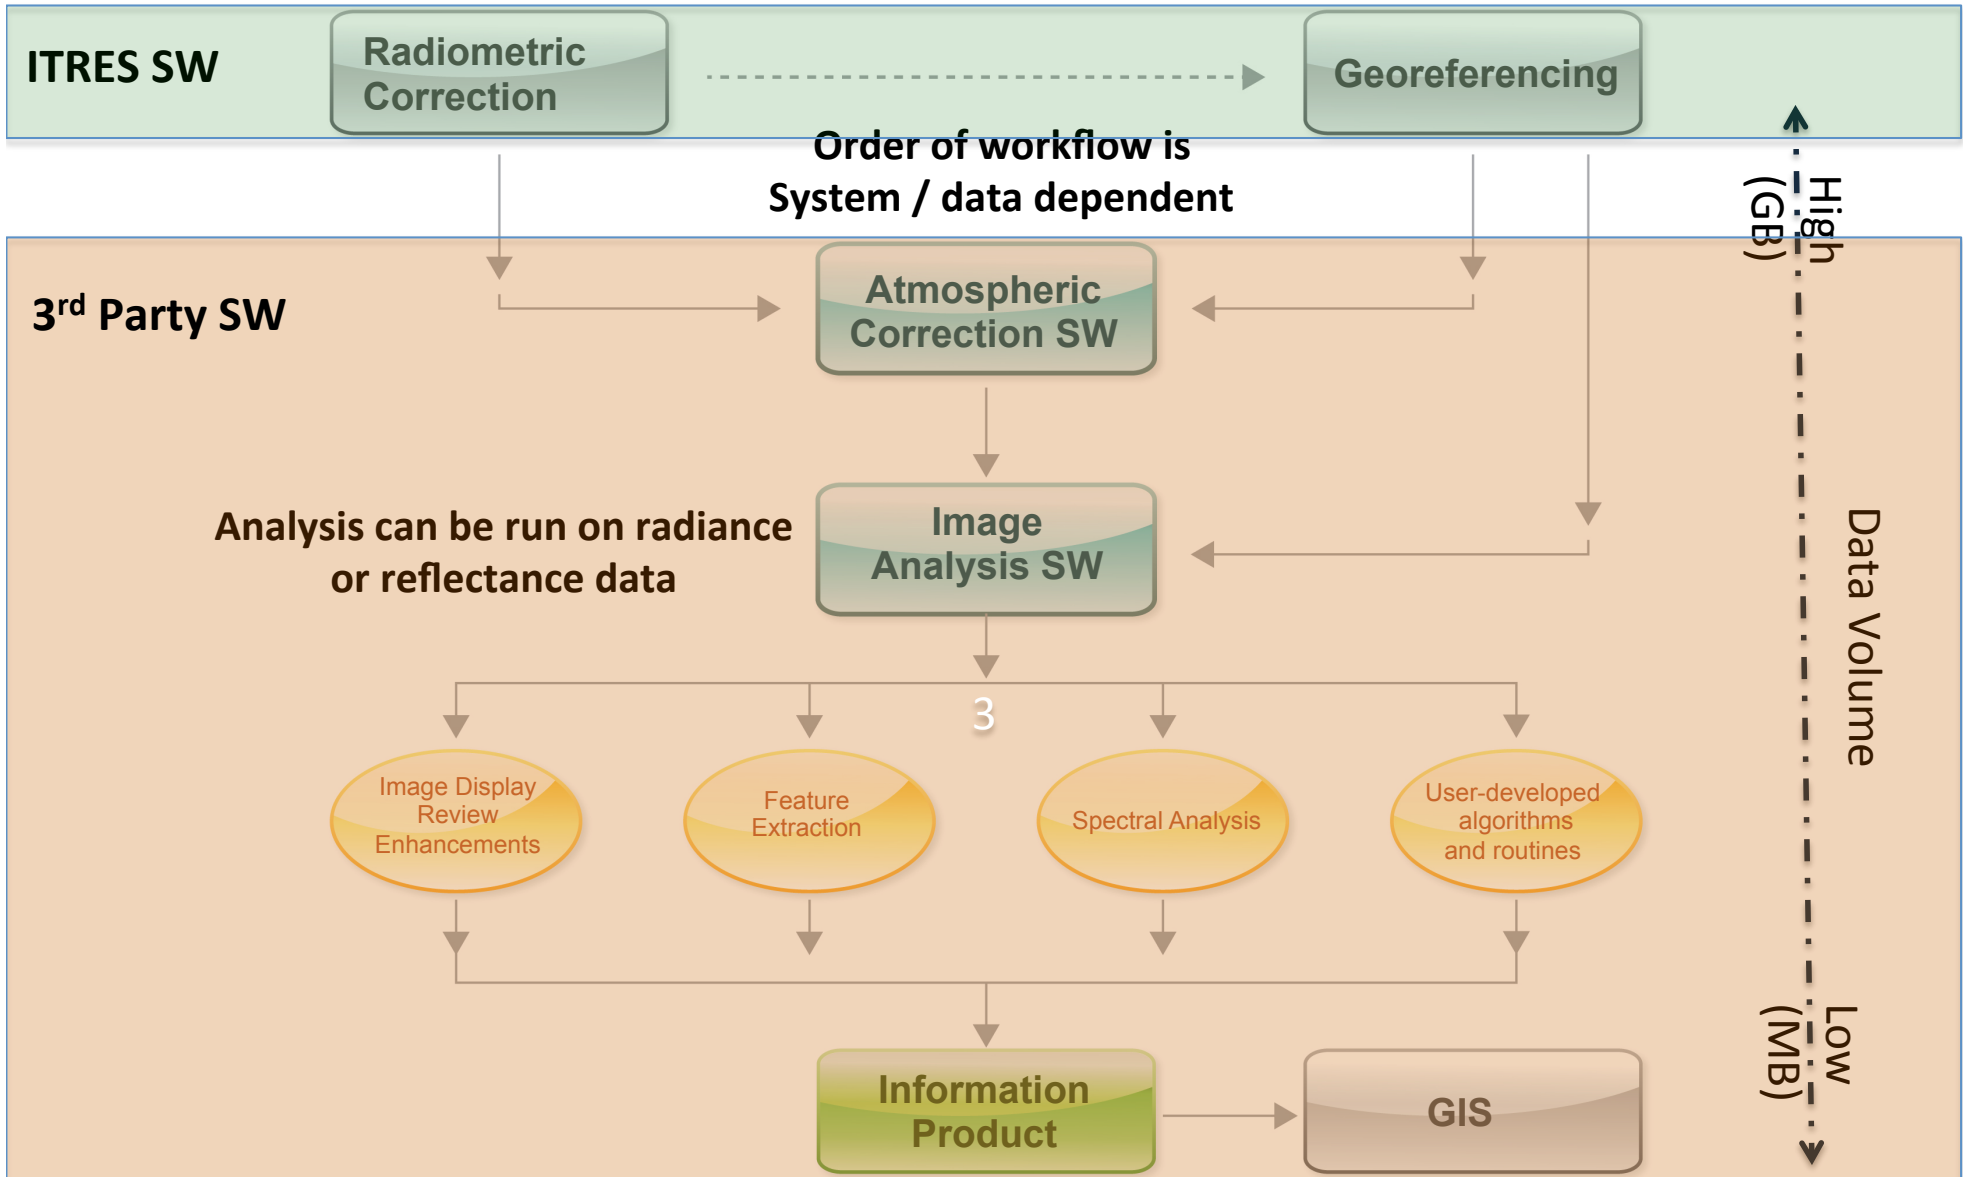 ITRES SW
Radiometric
Correction
Georeferencing
Order of workflow is
System / data dependent
High
(GB)
3rd Party SW
Atmospheric
Correction SW
Analysis can be run on radiance
or reflectance data
Image
Analysis SW
Data Volume
3
Image Display
Review
Enhancements
Feature
Extraction
Spectral Analysis
User-developed
algorithms
and routines
Low
(MB)
Information
Product
GIS